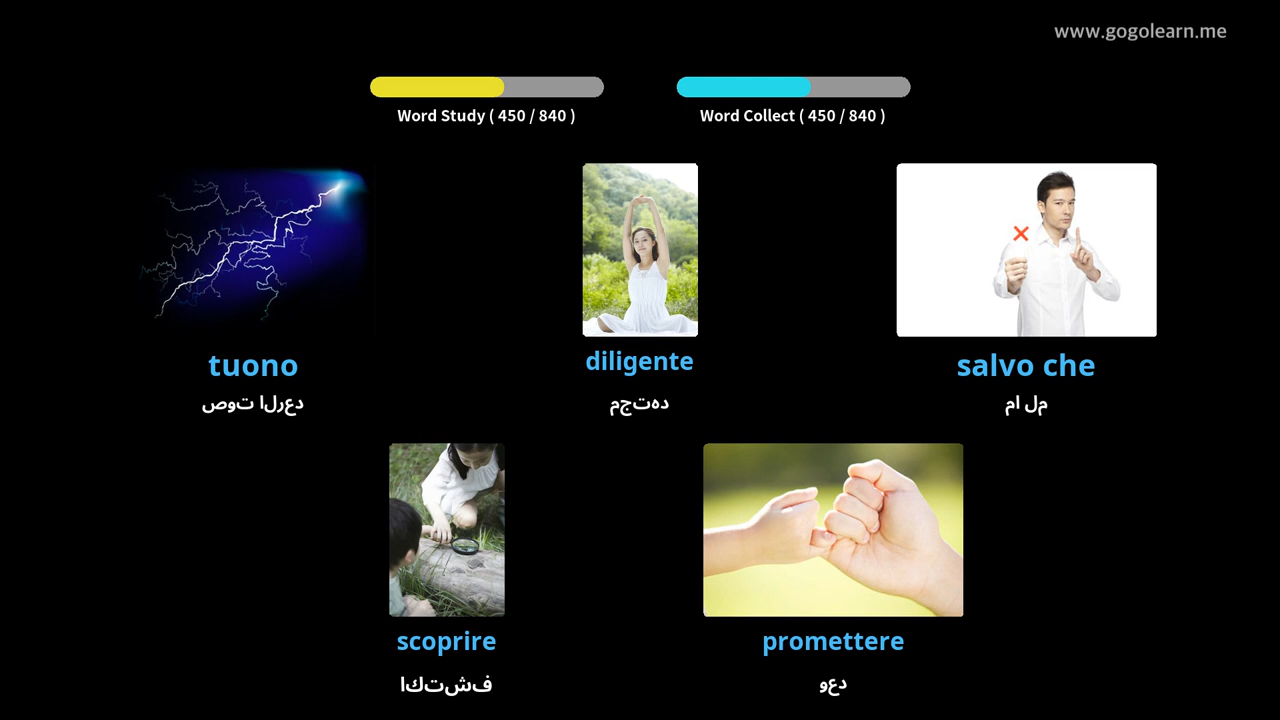 www.gogolearn.me
Word Study ( 450 / 840 )
Word Collect ( 450 / 840 )
tuono
صوت الرعد
diligente
مجتهد
salvo che
ما لم
scoprire
اكتشف
promettere
وعد